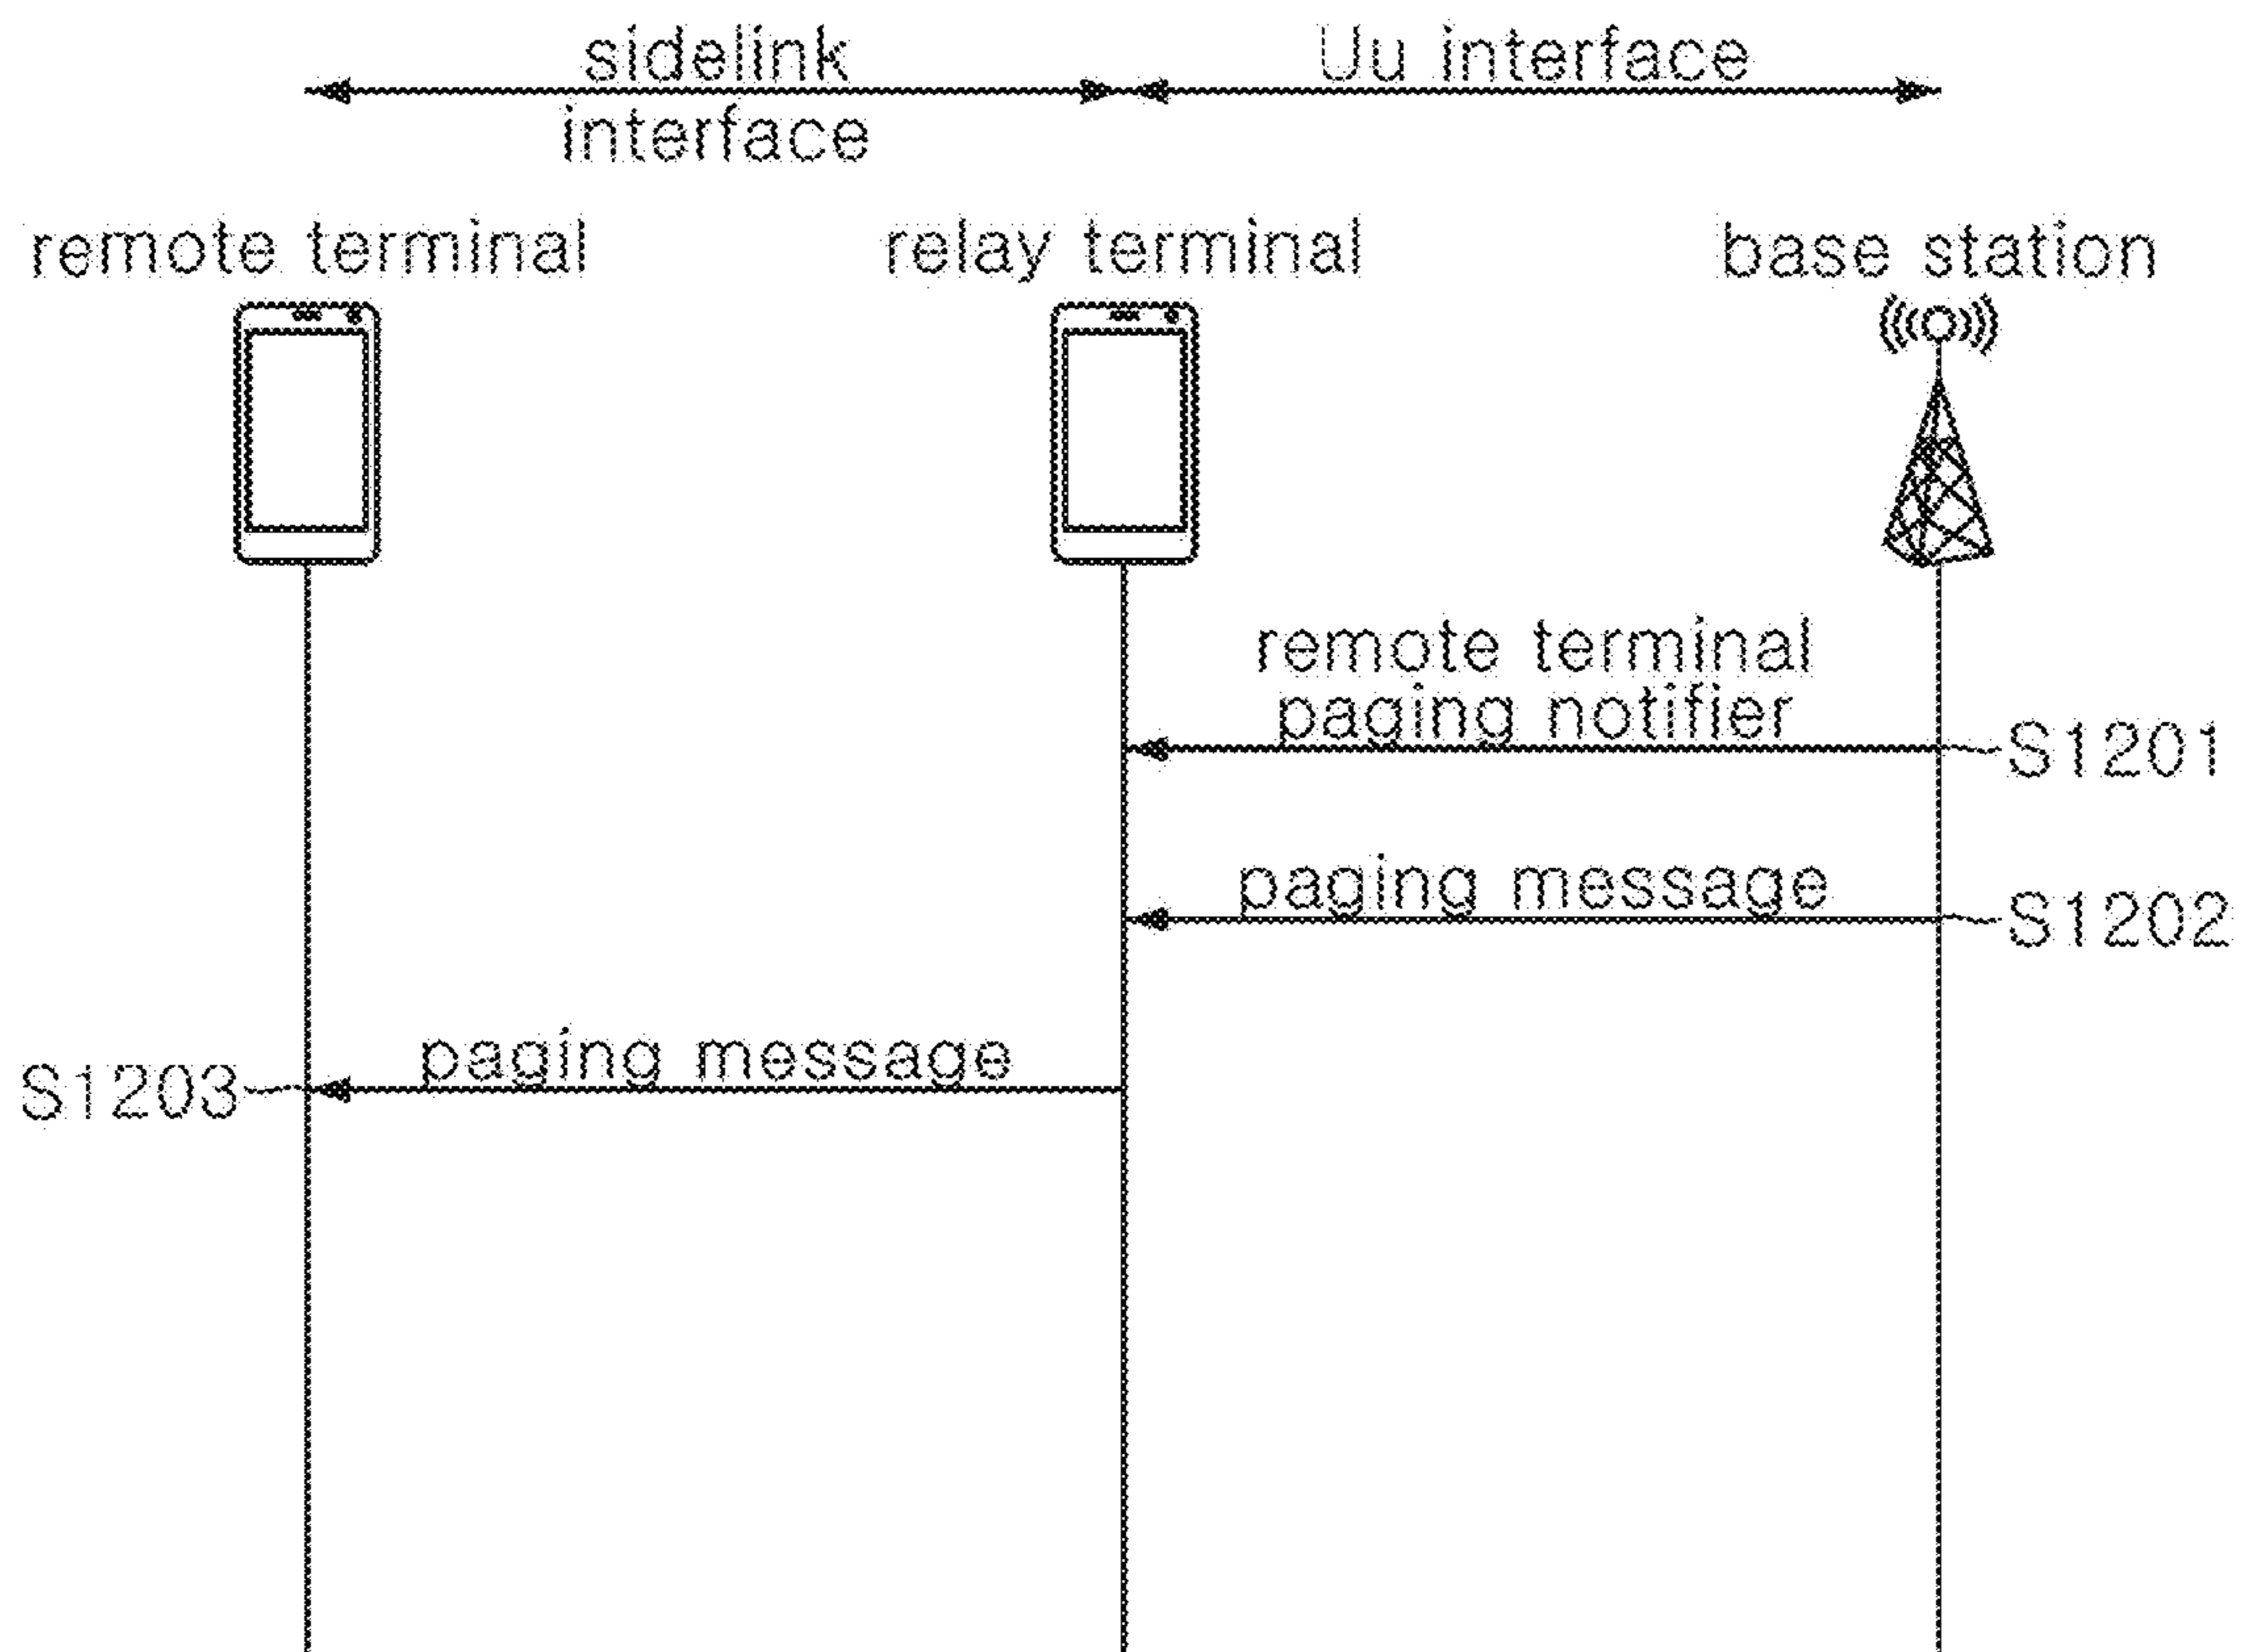 sidelink
interface
Uu interface
remote terminal
relay terminal
base station
remote terminal
paging notifier
S1201
paging message
S1202
paging message
S1203